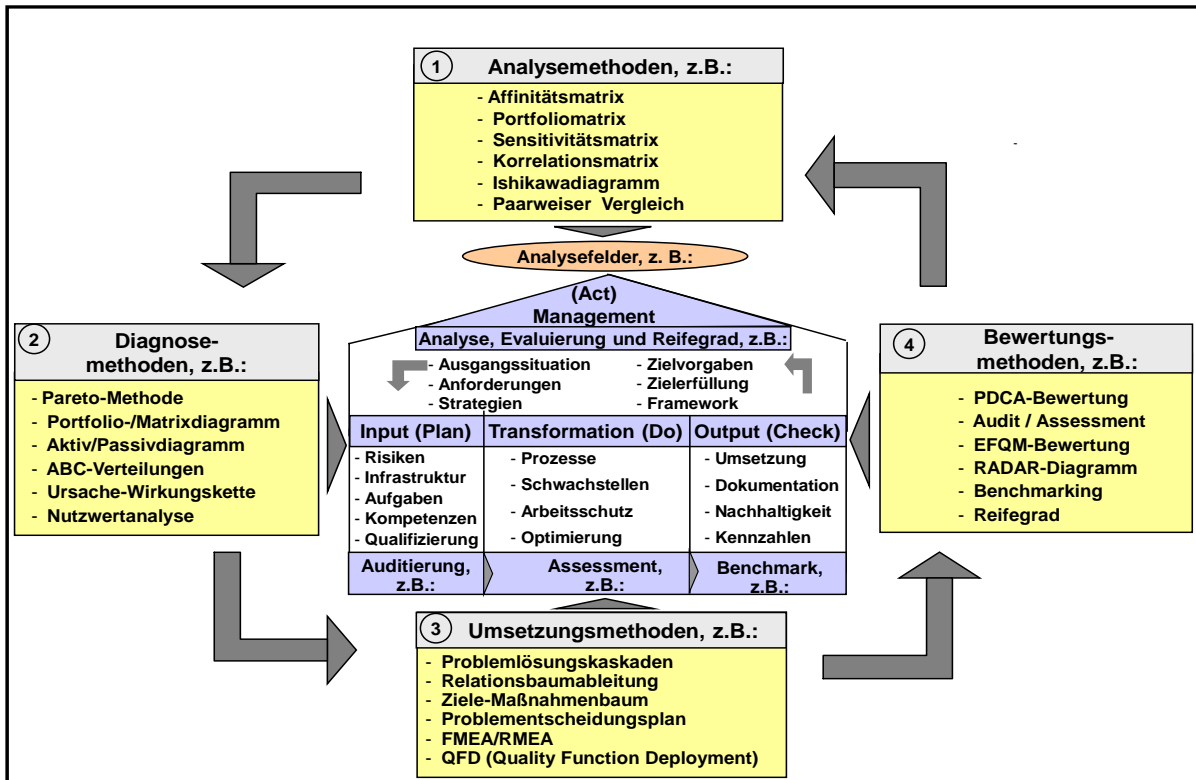 1
Analysemethoden, z.B.:
- Affinitätsmatrix
- Portfoliomatrix
- Sensitivitätsmatrix
- Korrelationsmatrix
- Ishikawadiagramm
- Paarweiser Vergleich
-
Analysefelder, z. B.:
(Act)
Management
Analyse, Evaluierung und Reifegrad, z.B.:
- Ausgangssituation
- Anforderungen
- Strategien
- Zielvorgaben
- Zielerfüllung
- Framework
2
Diagnose-
methoden, z.B.:
- Pareto-Methode
- Portfolio-/Matrixdiagramm
- Aktiv/Passivdiagramm
- ABC-Verteilungen
- Ursache-Wirkungskette
- Nutzwertanalyse
Input (Plan)
- Risiken
- Infrastruktur
- Aufgaben
- Kompetenzen
- Qualifizierung
Auditierung,
z.B.:
Transformation (Do)
- Prozesse
- Schwachstellen
- Arbeitsschutz
- Optimierung
Assessment,
z.B.:
Output (Check)
- Umsetzung
- Dokumentation
- Nachhaltigkeit
- Kennzahlen
Benchmark,
z.B.:
4
Bewertungs-
methoden, z.B.:
- PDCA-Bewertung
- Audit / Assessment
- EFQM-Bewertung
- RADAR-Diagramm
- Benchmarking
- Reifegrad
3
Umsetzungsmethoden, z.B.:
- Problemlösungskaskaden
- Relationsbaumableitung
- Ziele-Maßnahmenbaum
- Problementscheidungsplan
- FMEA/RMEA
- QFD (Quality Function Deployment)